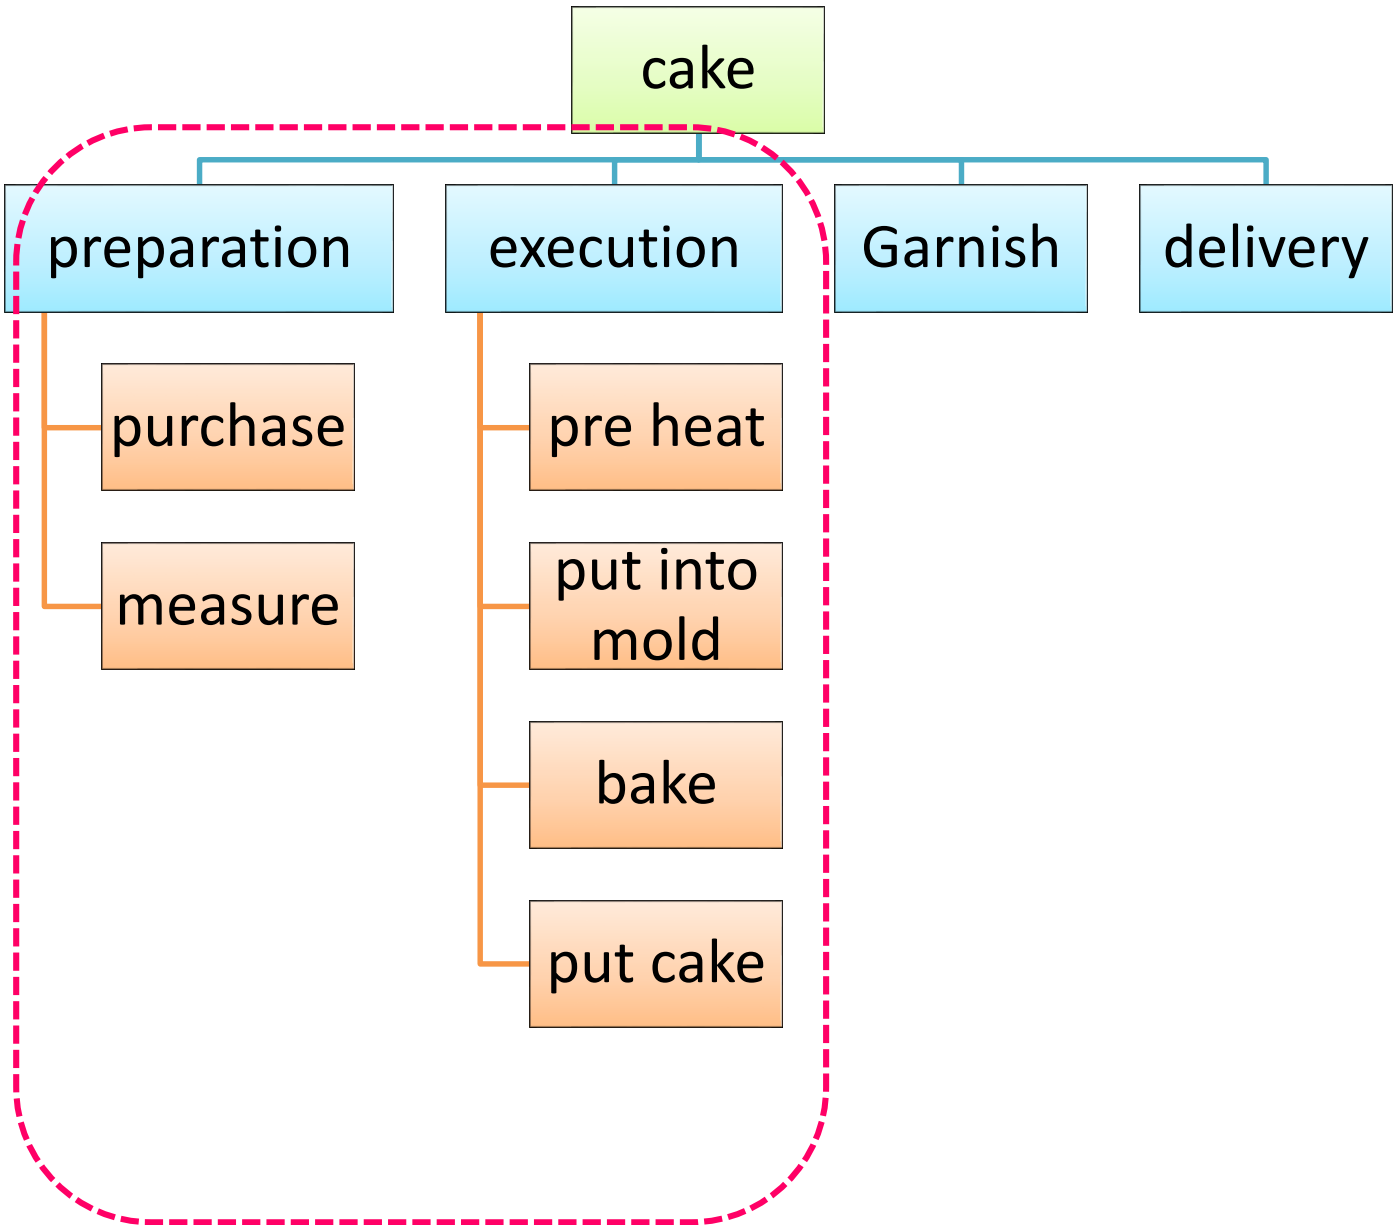 cake
preparation
execution
Garnish
delivery
purchase
measure
pre heat
put into
mold
bake
put cake